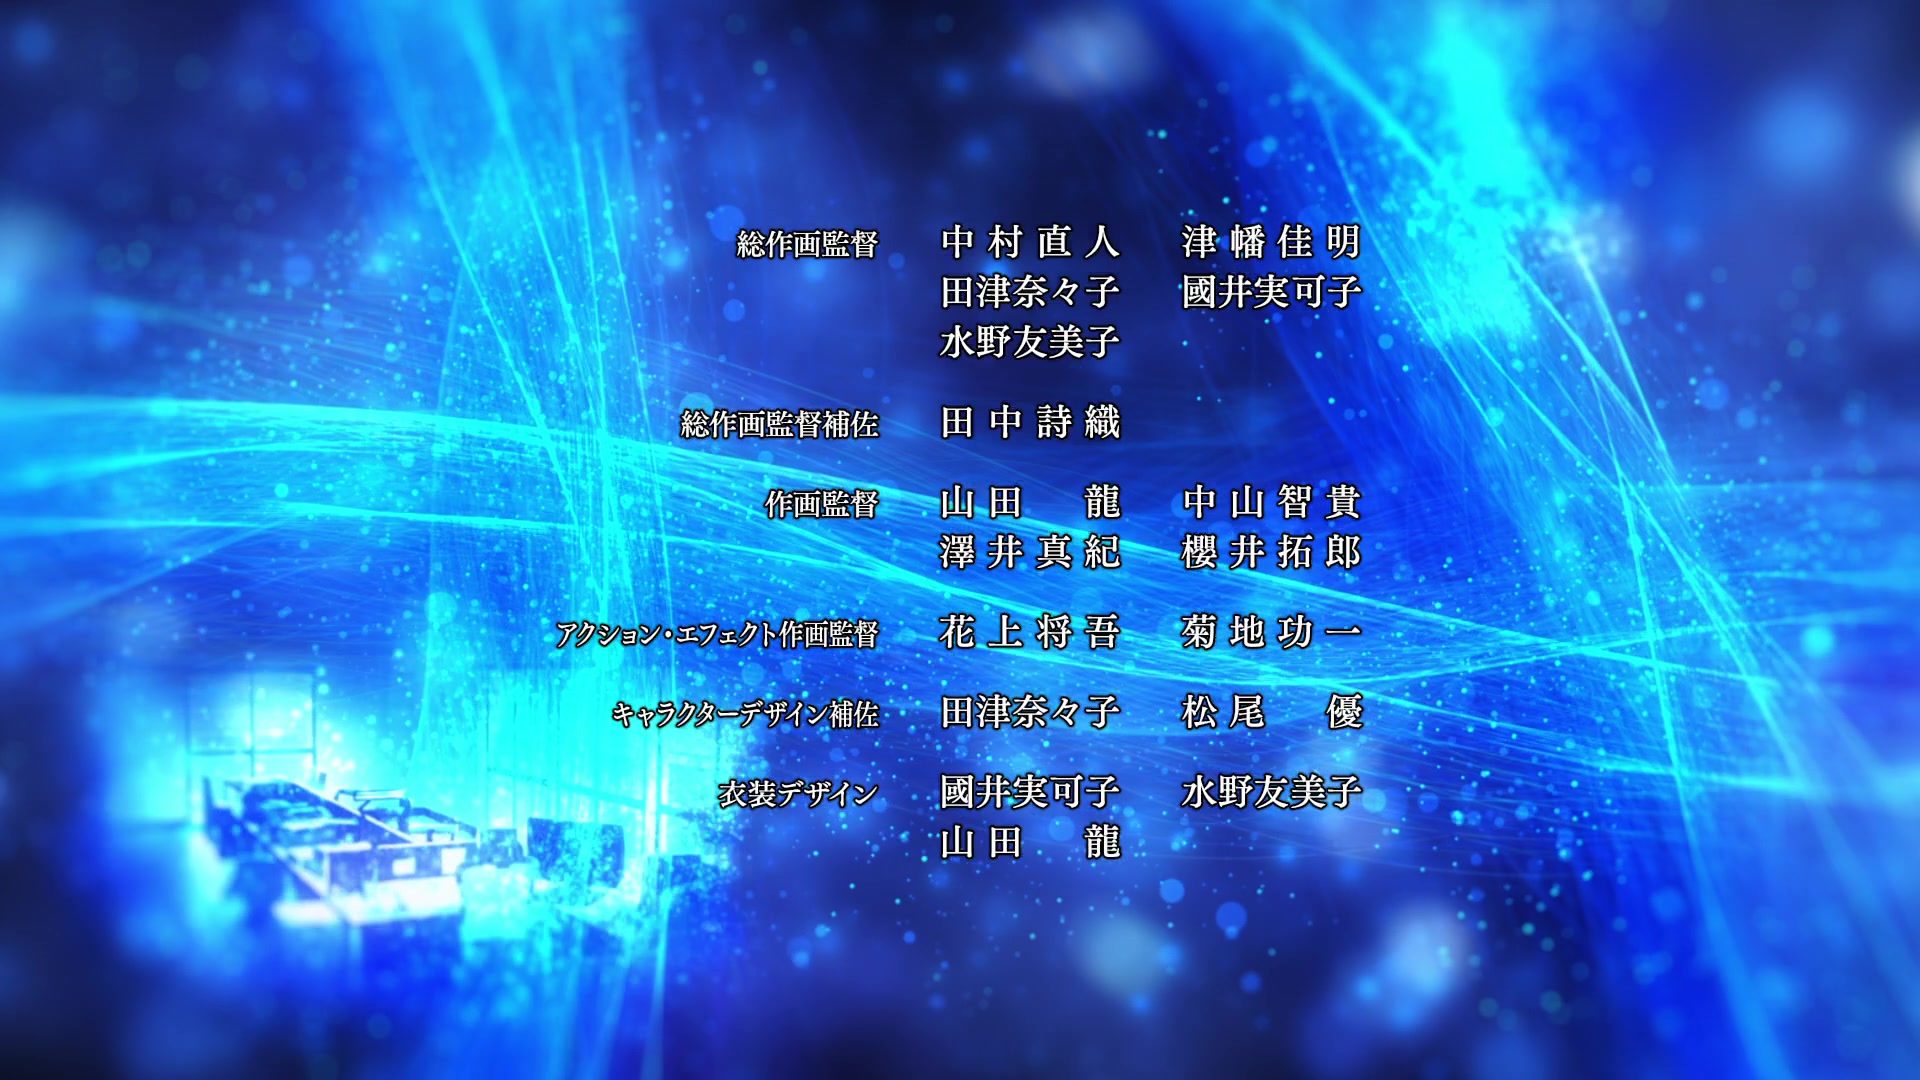 総作画監督 中村直人 津幡佳明
田津奈々子 國井実可子
水野友美子
総作画監督補佐 田中詩織
作画監督 山田 龍 中山智貴
澤井真紀 櫻井拓郎
アクション・エフェクト作画監督 花上将吾 菊地功一
キャラクターデザイン補佐 田津奈々子 松尾 優
衣装デザイン 國井実可子 水野友美子
山田 龍